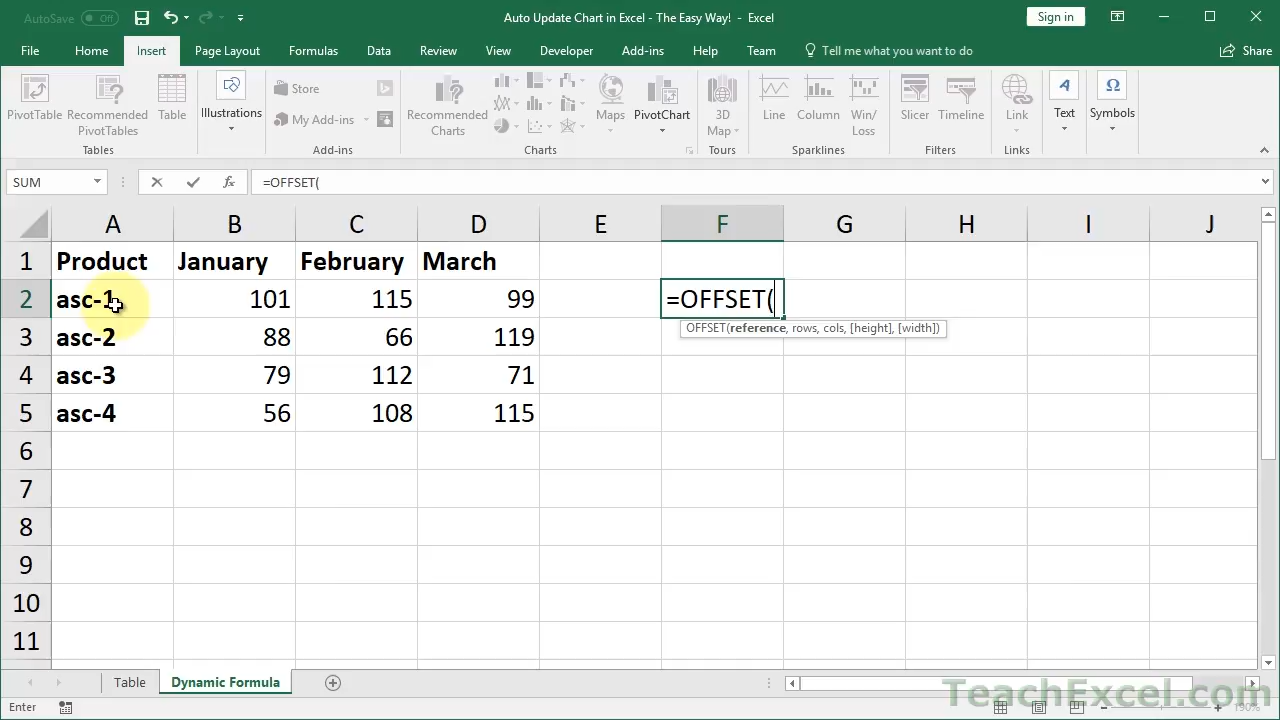 AutoSave Off
Auto Update Chart in Excel - The Easy Way! - Excel
Sign in
File Home Insert Page Layout Formulas Data Review View Developer Add-ins Help Team Tell me what you want to do Share
PivotTable
Recommended
PivotTables
Table
Tables
Illustrations
Store
My Add-ins
Add-ins
Recommended
Charts
Maps
PivotChart
Charts
3D
Map
Tours
Line
Column
Win/
Loss
Sparklines
Slicer
Timeline
Filters
Link
Links
Text
Symbols
SUM
fx
=OFFSET(
A B C D E F G H I J
1 Product January February March
2 asc-1 101 115 99 =OFFSET(
OFFSET(reference, rows, cols, [height], [width])
3 asc-2 88 66 119
4 asc-3 79 112 71
5 asc-4 56 108 115
6
7
8
9
10
11
Table Dynamic Formula
TeachExcel.com
Enter
190%